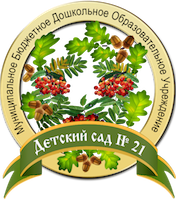 Муниципальное Бюджетное Дошкольное Образовательное Учреждение
Детский сад № 21